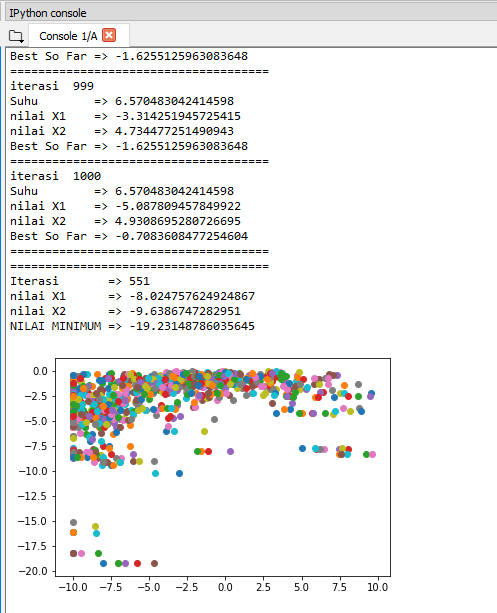 IPython console
Console 1/A
Best So Far => -1.6255125963083648
=====================================
iterasi  999
Suhu        => 6.570483042414598
nilai X1    => -3.314251945725415
nilai X2    => 4.734477251490943
Best So Far => -1.6255125963083648
=====================================
iterasi  1000
Suhu        => 6.570483042414598
nilai X1    => -5.087809457849922
nilai X2    => 4.9308695280726695
Best So Far => -0.7083608477254604
=====================================
=====================================
Iterasi       => 551
nilai X1      => -8.024757624924867
nilai X2      => -9.6386747282951
NILAI MINIMUM => -19.23148786035645
0.0
-2.5
-5.0
-7.5
-10.0
-12.5
-15.0
-17.5
-20.0
-10.0 -7.5 -5.0 -2.5 0.0 2.5 5.0 7.5 10.0